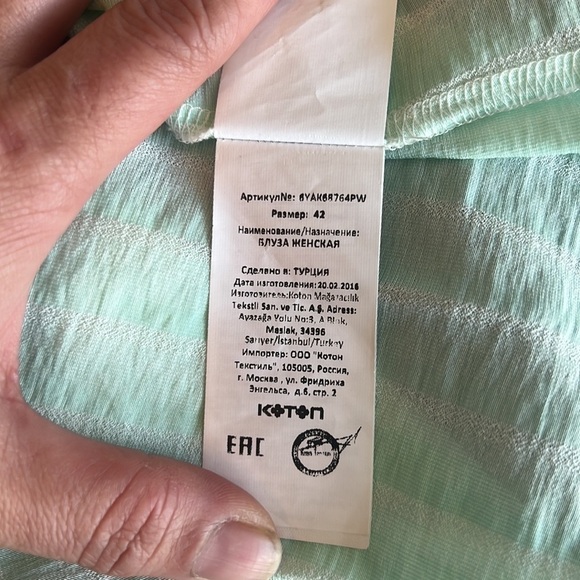 Артикул№: 6YAK68764PW
Размер: 42
Наименование/Назначение:
БЛУЗА ЖЕНСКАЯ
Сделано в: ТУРЦИЯ
Дата изготовления:20.02.2016
Изготовитель:Koton Mağazacılık
Tekstli San. ve Tic. A.Ş. Adress:
Ayazağa Yolu No:3, A Blok,
Maslak, 34396
Sarıyer/İstanbul/Turkey
Импортер: ООО "Котон
Текстиль", 105005, Россия,
г. Москва , ул. Фридриха
Энгельса, д.6, стр. 2
KOTON
EAC